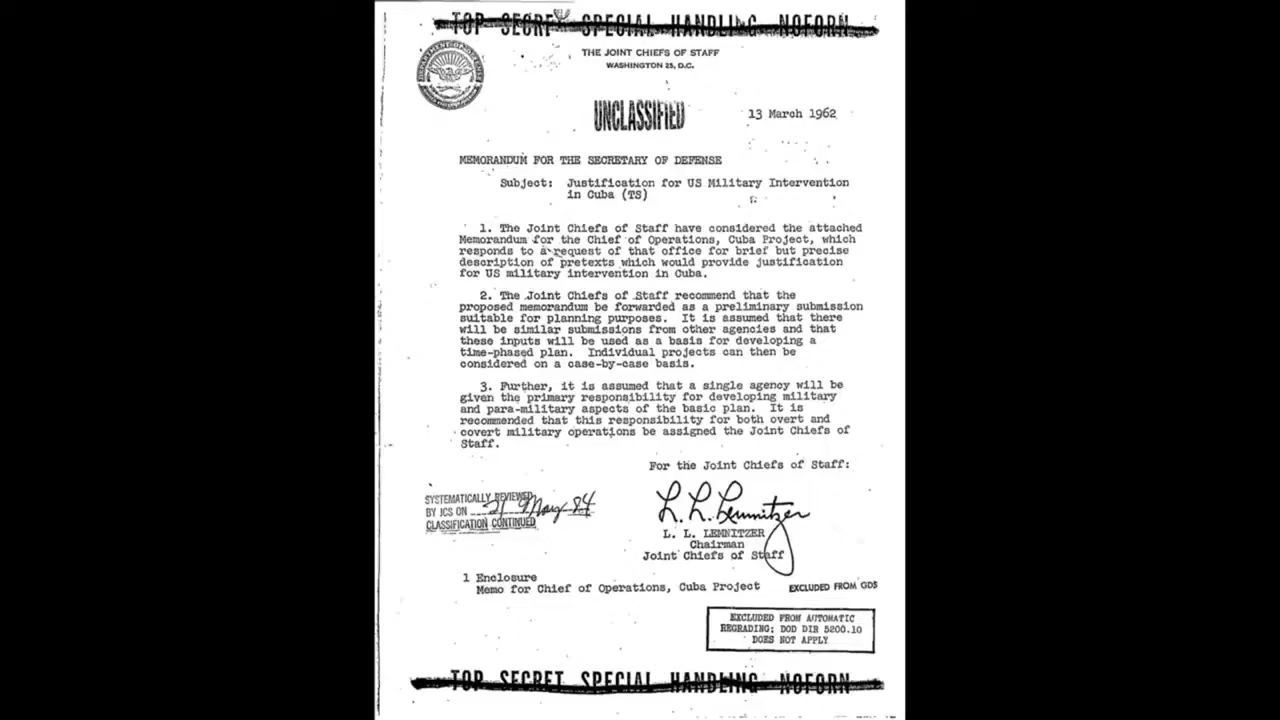 TOP SECRET SPECIAL HANDLING NOFORN
THE JOINT CHIEFS OF STAFF
WASHINGTON 25, D.C.
UNCLASSIFIED
13 March 1962
MEMORANDUM FOR THE SECRETARY OF DEFENSE
Subject: Justification for US Military Intervention
in Cuba (TS)
1. The Joint Chiefs of Staff have considered the attached
Memorandum for the Chief of Operations, Cuba Project, which
responds to a request of that office for brief but precise
description of pretexts which would provide justification
for US military intervention in Cuba.
2. The Joint Chiefs of Staff recommend that the
proposed memorandum be forwarded as a preliminary submission
suitable for planning purposes. It is assumed that there
will be similar submissions from other agencies and that
these inputs will be used as a basis for developing a
time-phased plan. Individual projects can then be
considered on a case-by-case basis.
3. Further, it is assumed that a single agency will be
given the primary responsibility for developing military
and para-military aspects of the basic plan. It is
recommended that this responsibility for both overt and
covert military operations be assigned the Joint Chiefs of
Staff.
For the Joint Chiefs of Staff:
SYSTEMATICALLY REVIEWED
BY JCS ON 21 May 84
CLASSIFICATION CONTINUED
L. L. Lemnitzer
L. L. LEMNITZER
Chairman
Joint Chiefs of Staff
1 Enclosure
Memo for Chief of Operations, Cuba Project
EXCLUDED FROM GDS
EXCLUDED FROM AUTOMATIC
REGRADING; DOD DIR 5200.10
DOES NOT APPLY
TOP SECRET SPECIAL HANDLING NOFORN